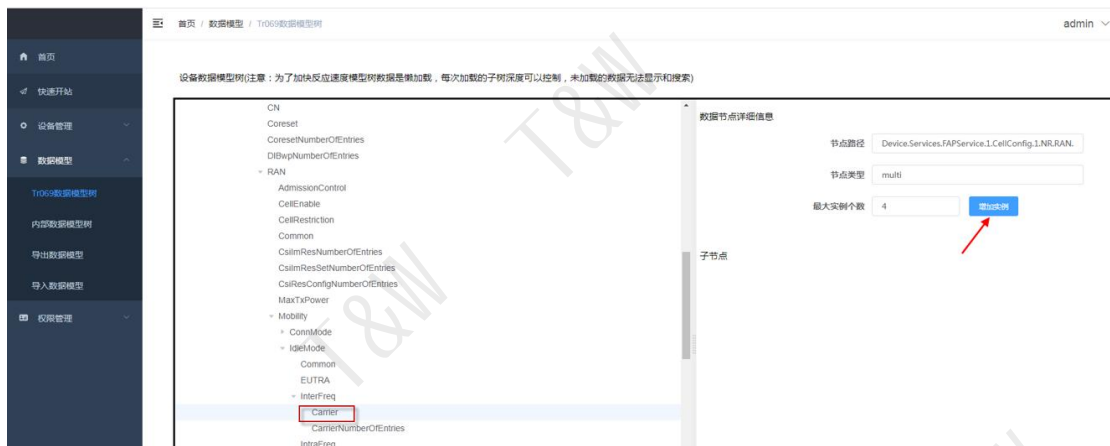 首页 / 数据模型 / Tr069数据模型树
admin
首页
快速开站
设备管理
数据模型
Tr069数据模型树
内部数据模型树
导出数据模型
导入数据模型
权限管理
设备数据模型树(注意：为了加快反应速度模型树数据是懒加载，每次加载的子树深度可以控制，未加载的数据无法显示和搜索)
CN
Coreset
CoresetNumberOfEntries
DlBwpNumberOfEntries
RAN
AdmissionControl
CellEnable
CellRestriction
Common
CsiImResNumberOfEntries
CsiImResSetNumberOfEntries
CsiResConfigNumberOfEntries
MaxTxPower
Mobility
ConnMode
IdleMode
Common
EUTRA
InterFreq
Carrier
CarrierNumberOfEntries
IntraFreq
数据节点详细信息
节点路径 Device.Services.FAPService.1.CellConfig.1.NR.RAN.
节点类型 multi
最大实例个数 4 增加实例
子节点
T&W
T&W